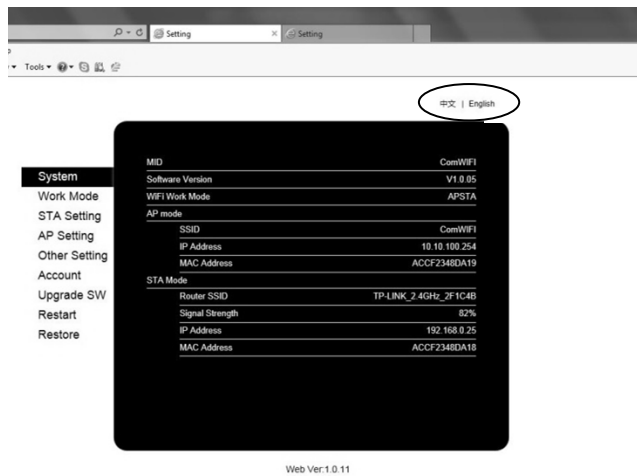 Setting
Setting
Tools
中文 | English
System
Work Mode
STA Setting
AP Setting
Other Setting
Account
Upgrade SW
Restart
Restore
MID ComWIFI
Software Version V1.0.05
WiFi Work Mode APSTA
AP mode
SSID ComWIFI
IP Address 10.10.100.254
MAC Address ACCF2348DA19
STA Mode
Router SSID TP-LINK_2.4GHz_2F1C4B
Signal Strength 82%
IP Address 192.168.0.25
MAC Address ACCF2348DA18
Web Ver:1.0.11